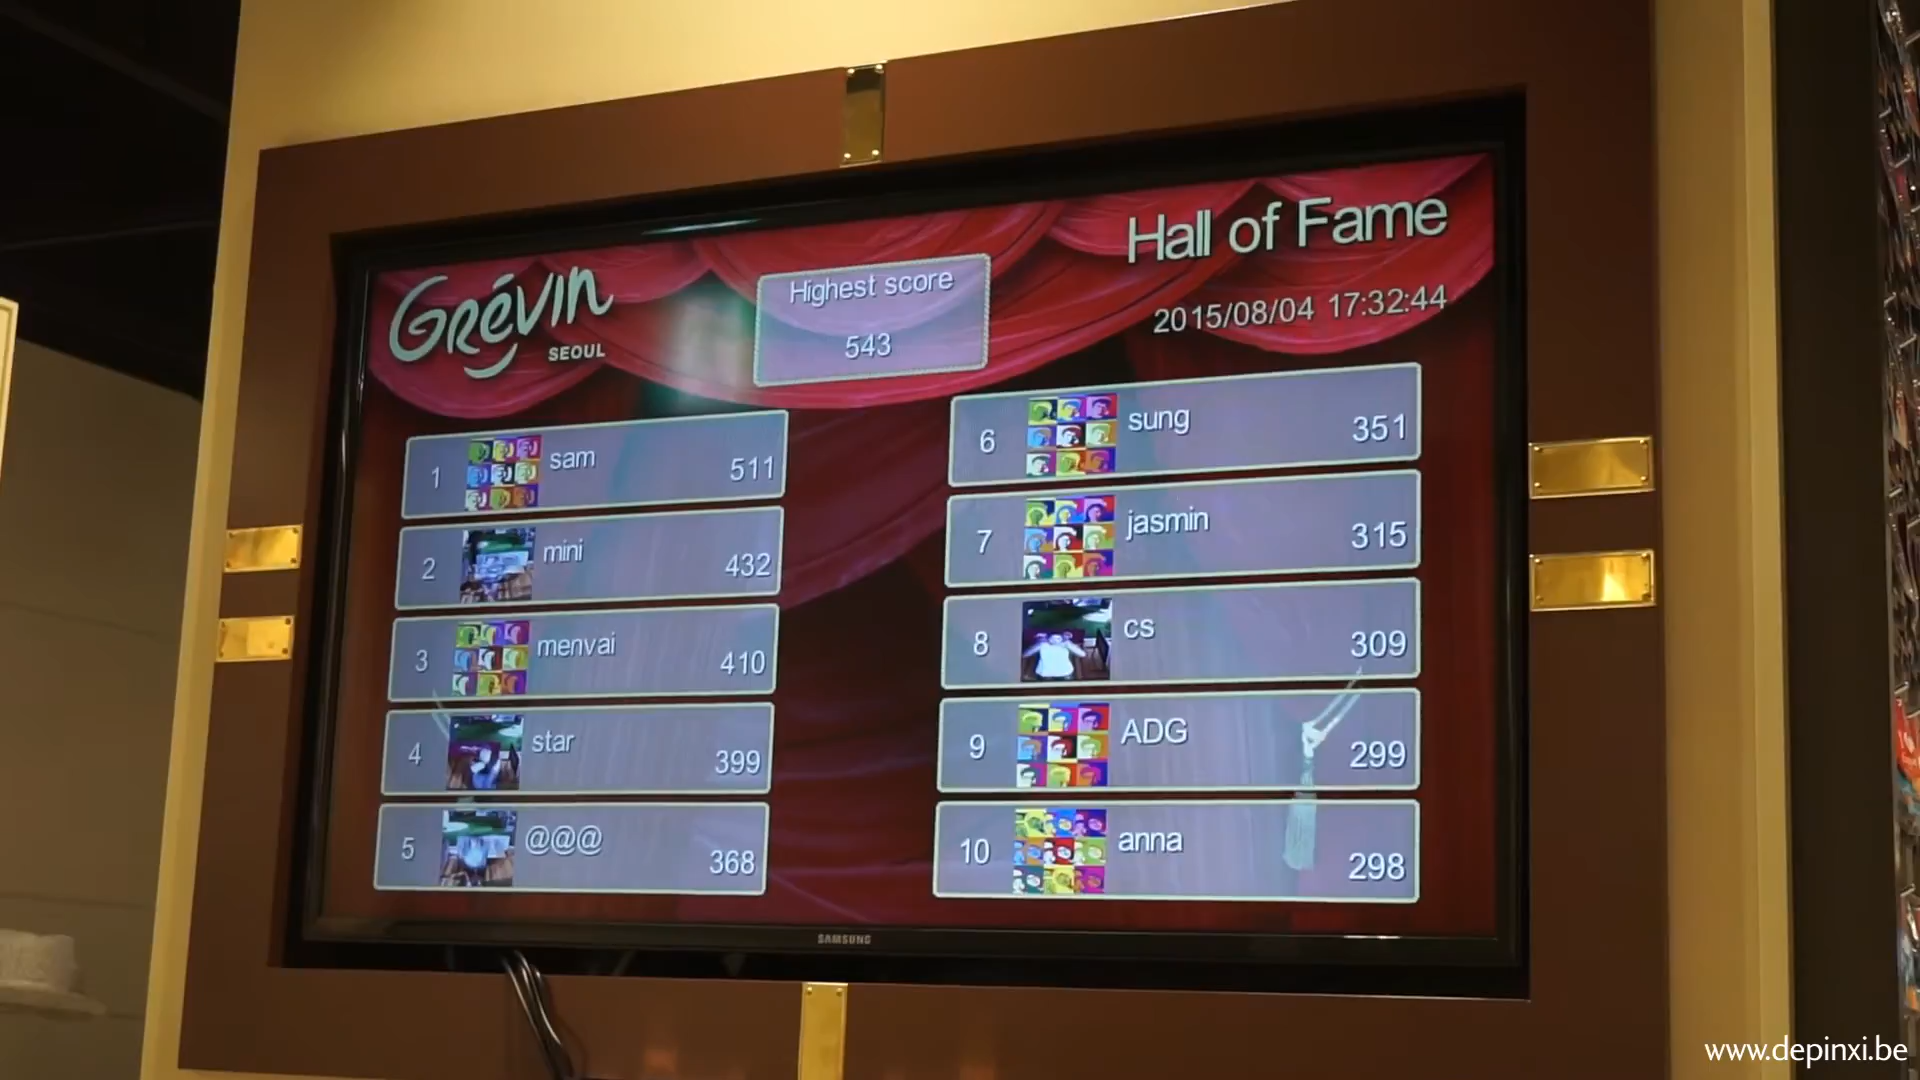 Grévin
SEOUL
Highest score
543
Hall of Fame
2015/08/04 17:32:44
1 sam 511
2 mini 432
3 menvai 410
4 star 399
5 @@@ 368
6 sung 351
7 jasmin 315
8 cs 309
9 ADG 299
10 anna 298
SAMSUNG
www.depinxi.be